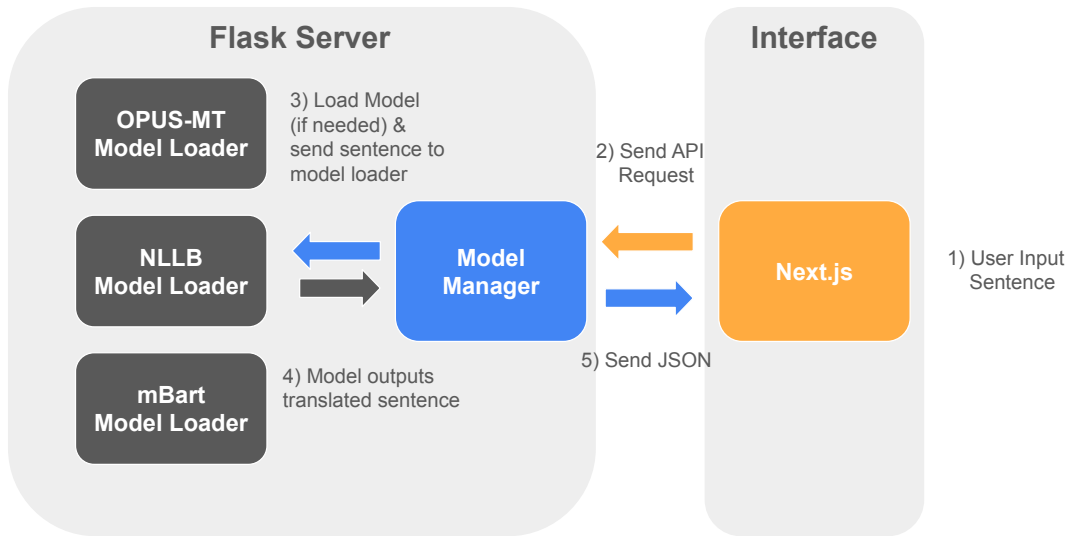 Flask Server
Interface
OPUS-MT
Model Loader
3) Load Model
(if needed) &
send sentence to
model loader
2) Send API
Request
NLLB
Model Loader
Model
Manager
Next.js
1) User Input
Sentence
5) Send JSON
mBart
Model Loader
4) Model outputs
translated sentence